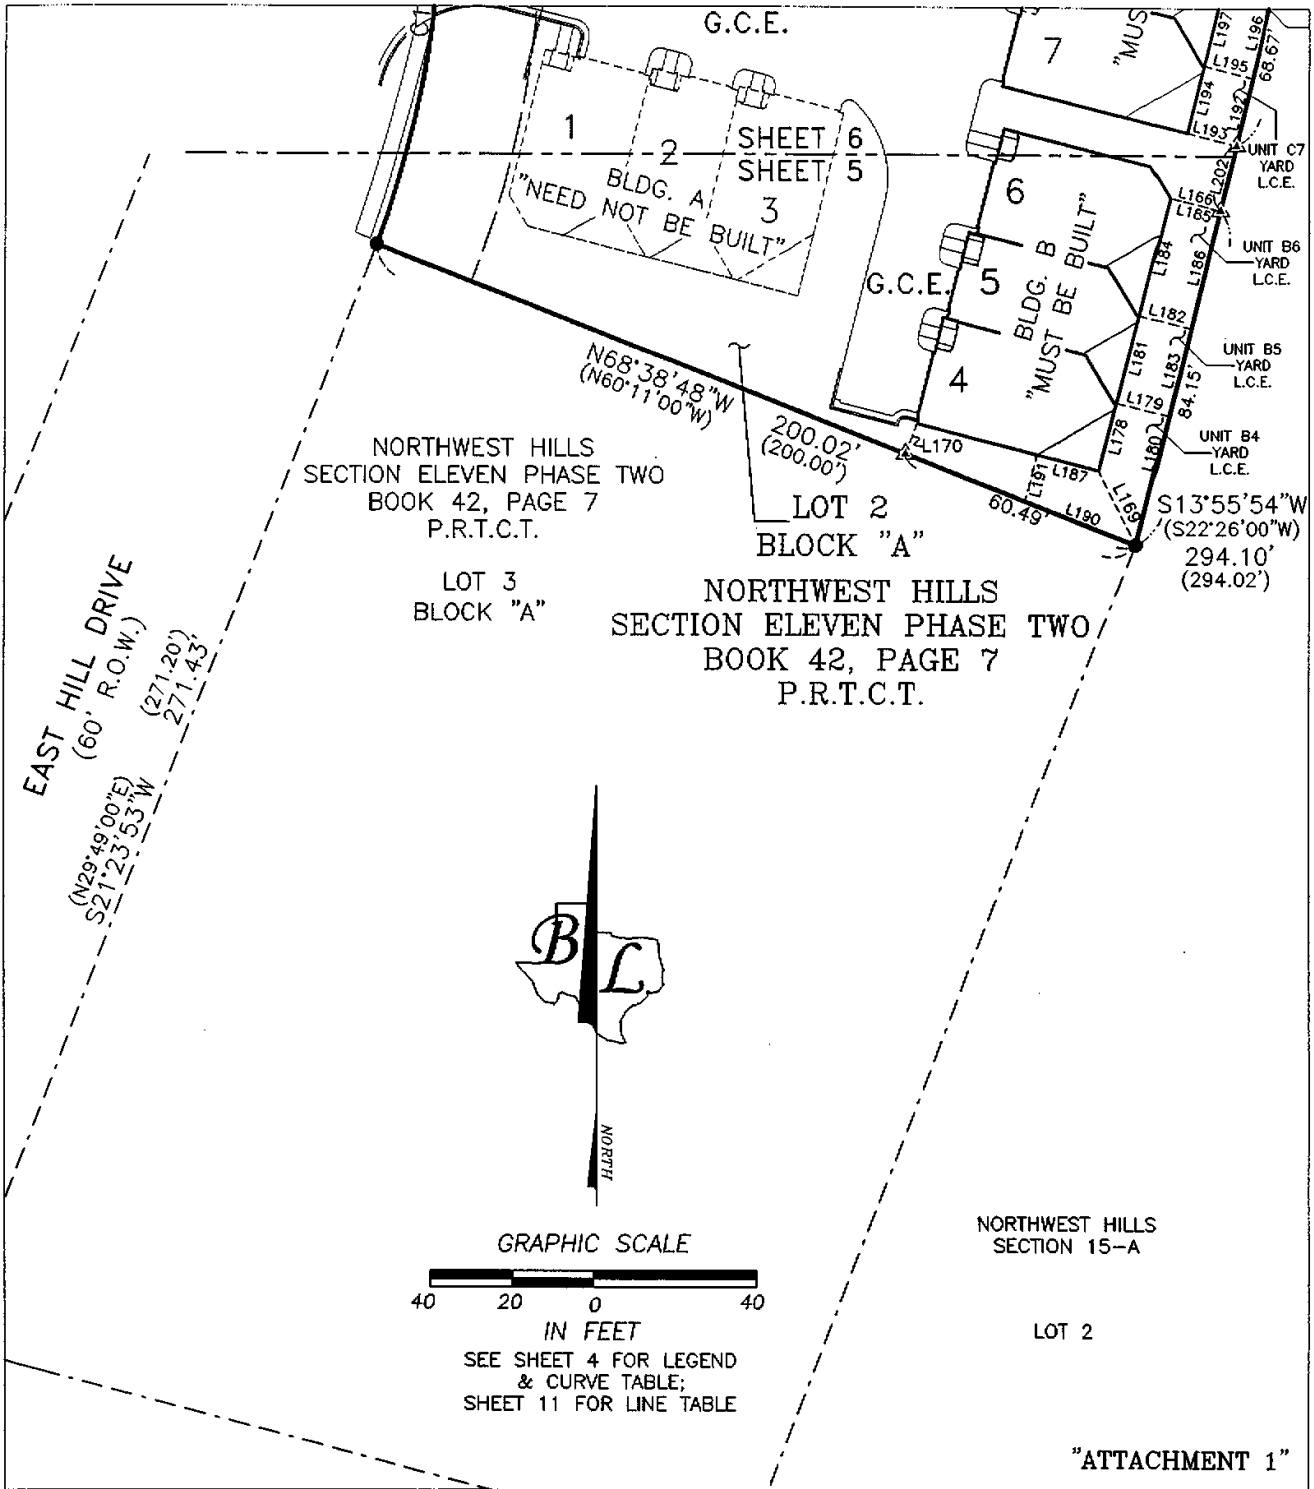 G.C.E.
7
"MUS
L197
L196
68.67'
L195
L194
L192
L193
UNIT C7
YARD
L.C.E.
1
2
SHEET 6
SHEET 5
BLDG. A
3
"NEED NOT BE BUILT"
6
L202
L166
L165
L184
L186
UNIT B6
YARD
L.C.E.
G.C.E.
5
BLDG. B
"MUST BE BUILT"
4
L182
L181
L183
84.15'
UNIT B5
YARD
L.C.E.
L179
L178
L180
UNIT B4
YARD
L.C.E.
N68°38'48"W
(N60°11'00"W)
200.02'
(200.00')
L170
L191
L187
L169
60.49'
L190
S13°55'54"W
(S22°26'00"W)
294.10'
(294.02')
NORTHWEST HILLS
SECTION ELEVEN PHASE TWO
BOOK 42, PAGE 7
P.R.T.C.T.
LOT 3
BLOCK "A"
LOT 2
BLOCK "A"
NORTHWEST HILLS
SECTION ELEVEN PHASE TWO
BOOK 42, PAGE 7
P.R.T.C.T.
EAST HILL DRIVE
(60' R.O.W.)
(271.20')
271.43'
(N29°49'00"E)
S21°23'53"W
B L
NORTH
GRAPHIC SCALE
40 20 0 40
IN FEET
SEE SHEET 4 FOR LEGEND
& CURVE TABLE;
SHEET 11 FOR LINE TABLE
NORTHWEST HILLS
SECTION 15-A
LOT 2
"ATTACHMENT 1"